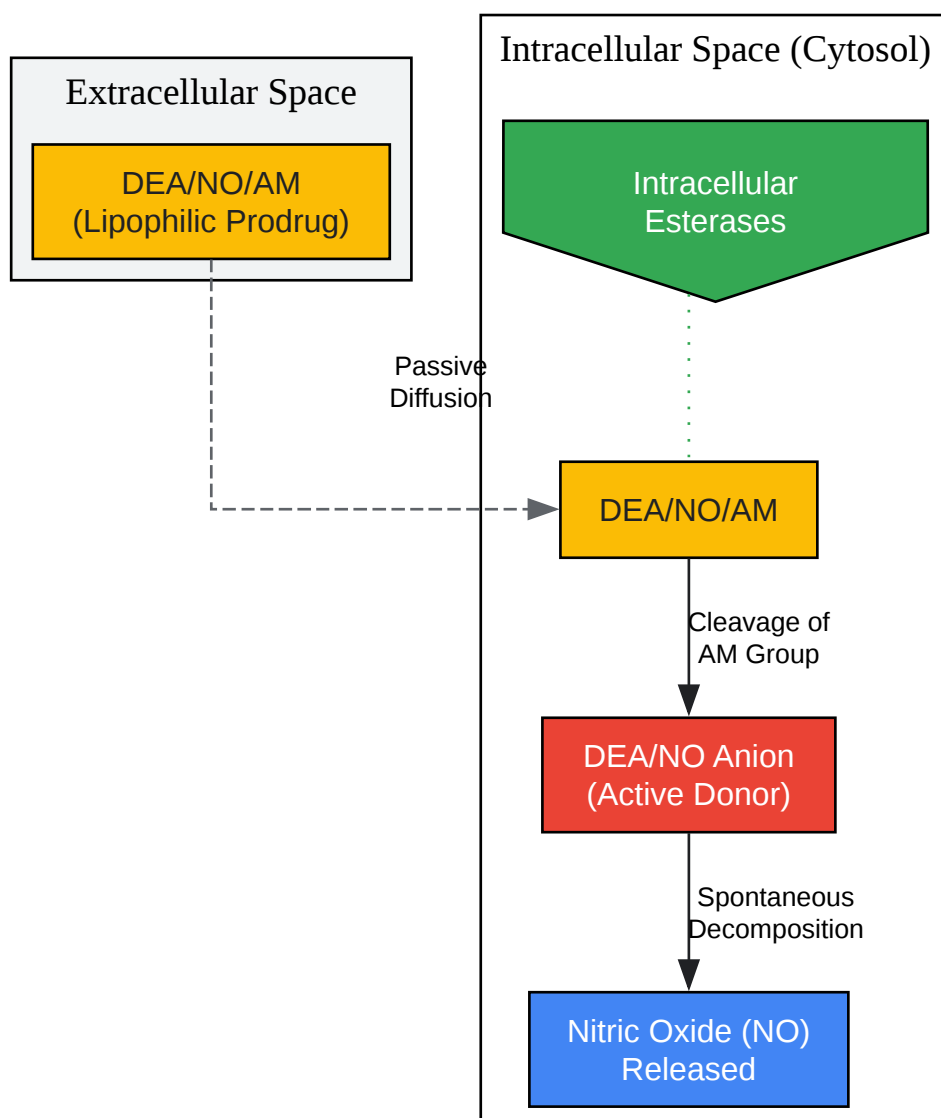 Extracellular Space
DEA/NO/AM
(Lipophilic Prodrug)
Intracellular Space (Cytosol)
Intracellular
Esterases
Passive
Diffusion
DEA/NO/AM
Cleavage of
AM Group
DEA/NO Anion
(Active Donor)
Spontaneous
Decomposition
Nitric Oxide (NO)
Released